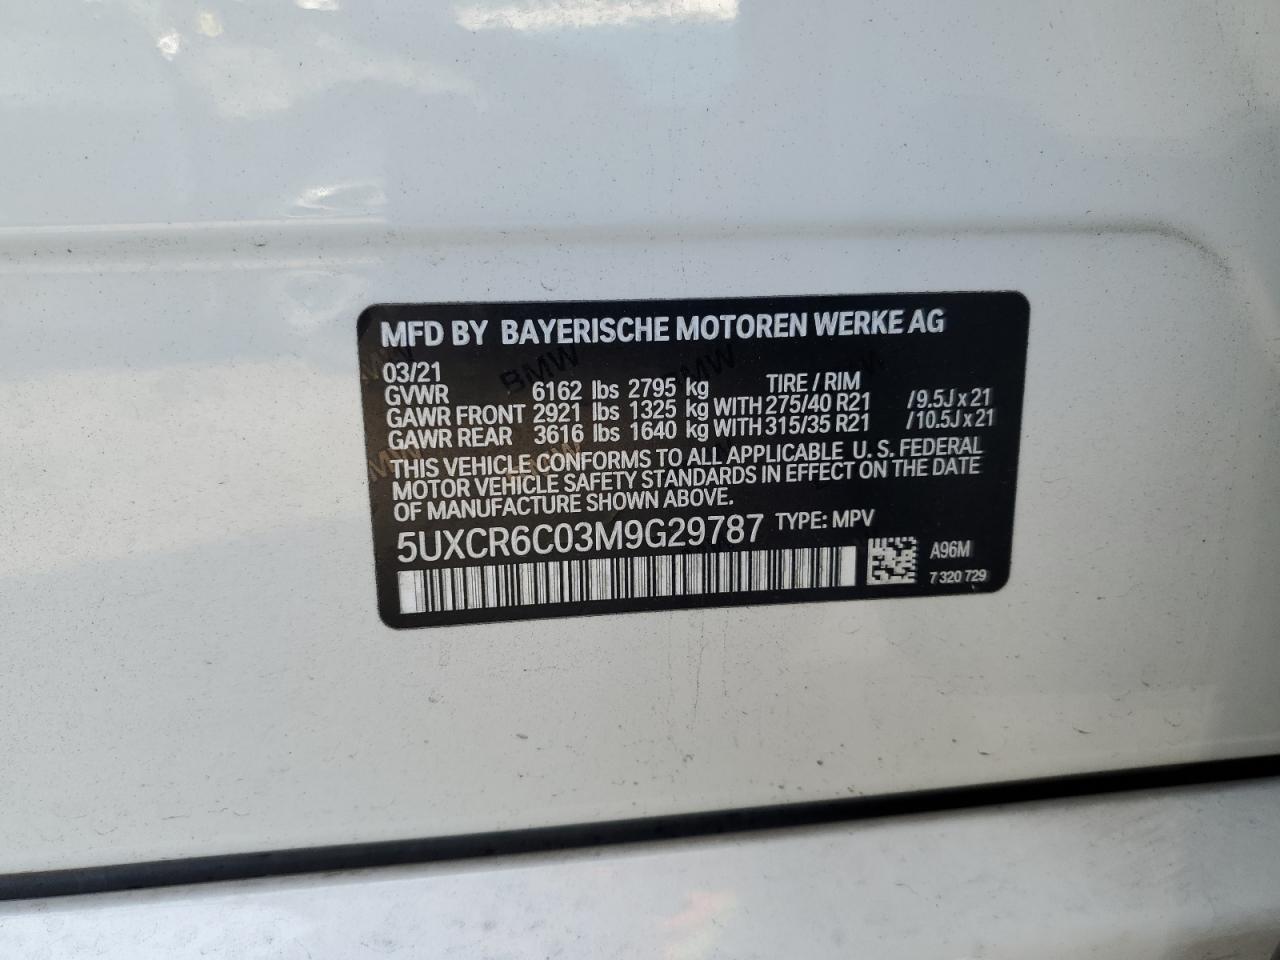 MFD BY BAYERISCHE MOTOREN WERKE AG
03/21
GVWR 6162 lbs 2795 kg TIRE / RIM
GAWR FRONT 2921 lbs 1325 kg WITH 275/40 R21 / 9.5J x 21
GAWR REAR 3616 lbs 1640 kg WITH 315/35 R21 / 10.5J x 21
THIS VEHICLE CONFORMS TO ALL APPLICABLE U. S. FEDERAL
MOTOR VEHICLE SAFETY STANDARDS IN EFFECT ON THE DATE
OF MANUFACTURE SHOWN ABOVE.
5UXCR6C03M9G29787 TYPE: MPV
A96M
7 320 729